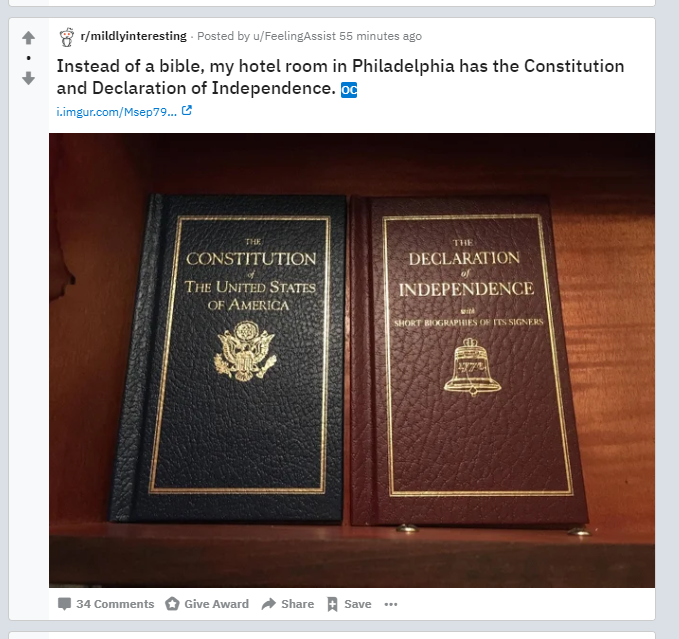 r/mildlyinteresting · Posted by u/FeelingAssist 55 minutes ago
Instead of a bible, my hotel room in Philadelphia has the Constitution
and Declaration of Independence. OC
i.imgur.com/Msep79...
THE
CONSTITUTION
of
THE UNITED STATES
OF AMERICA
THE
DECLARATION
of
INDEPENDENCE
with
SHORT BIOGRAPHIES OF ITS SIGNERS
1776
34 Comments Give Award Share Save